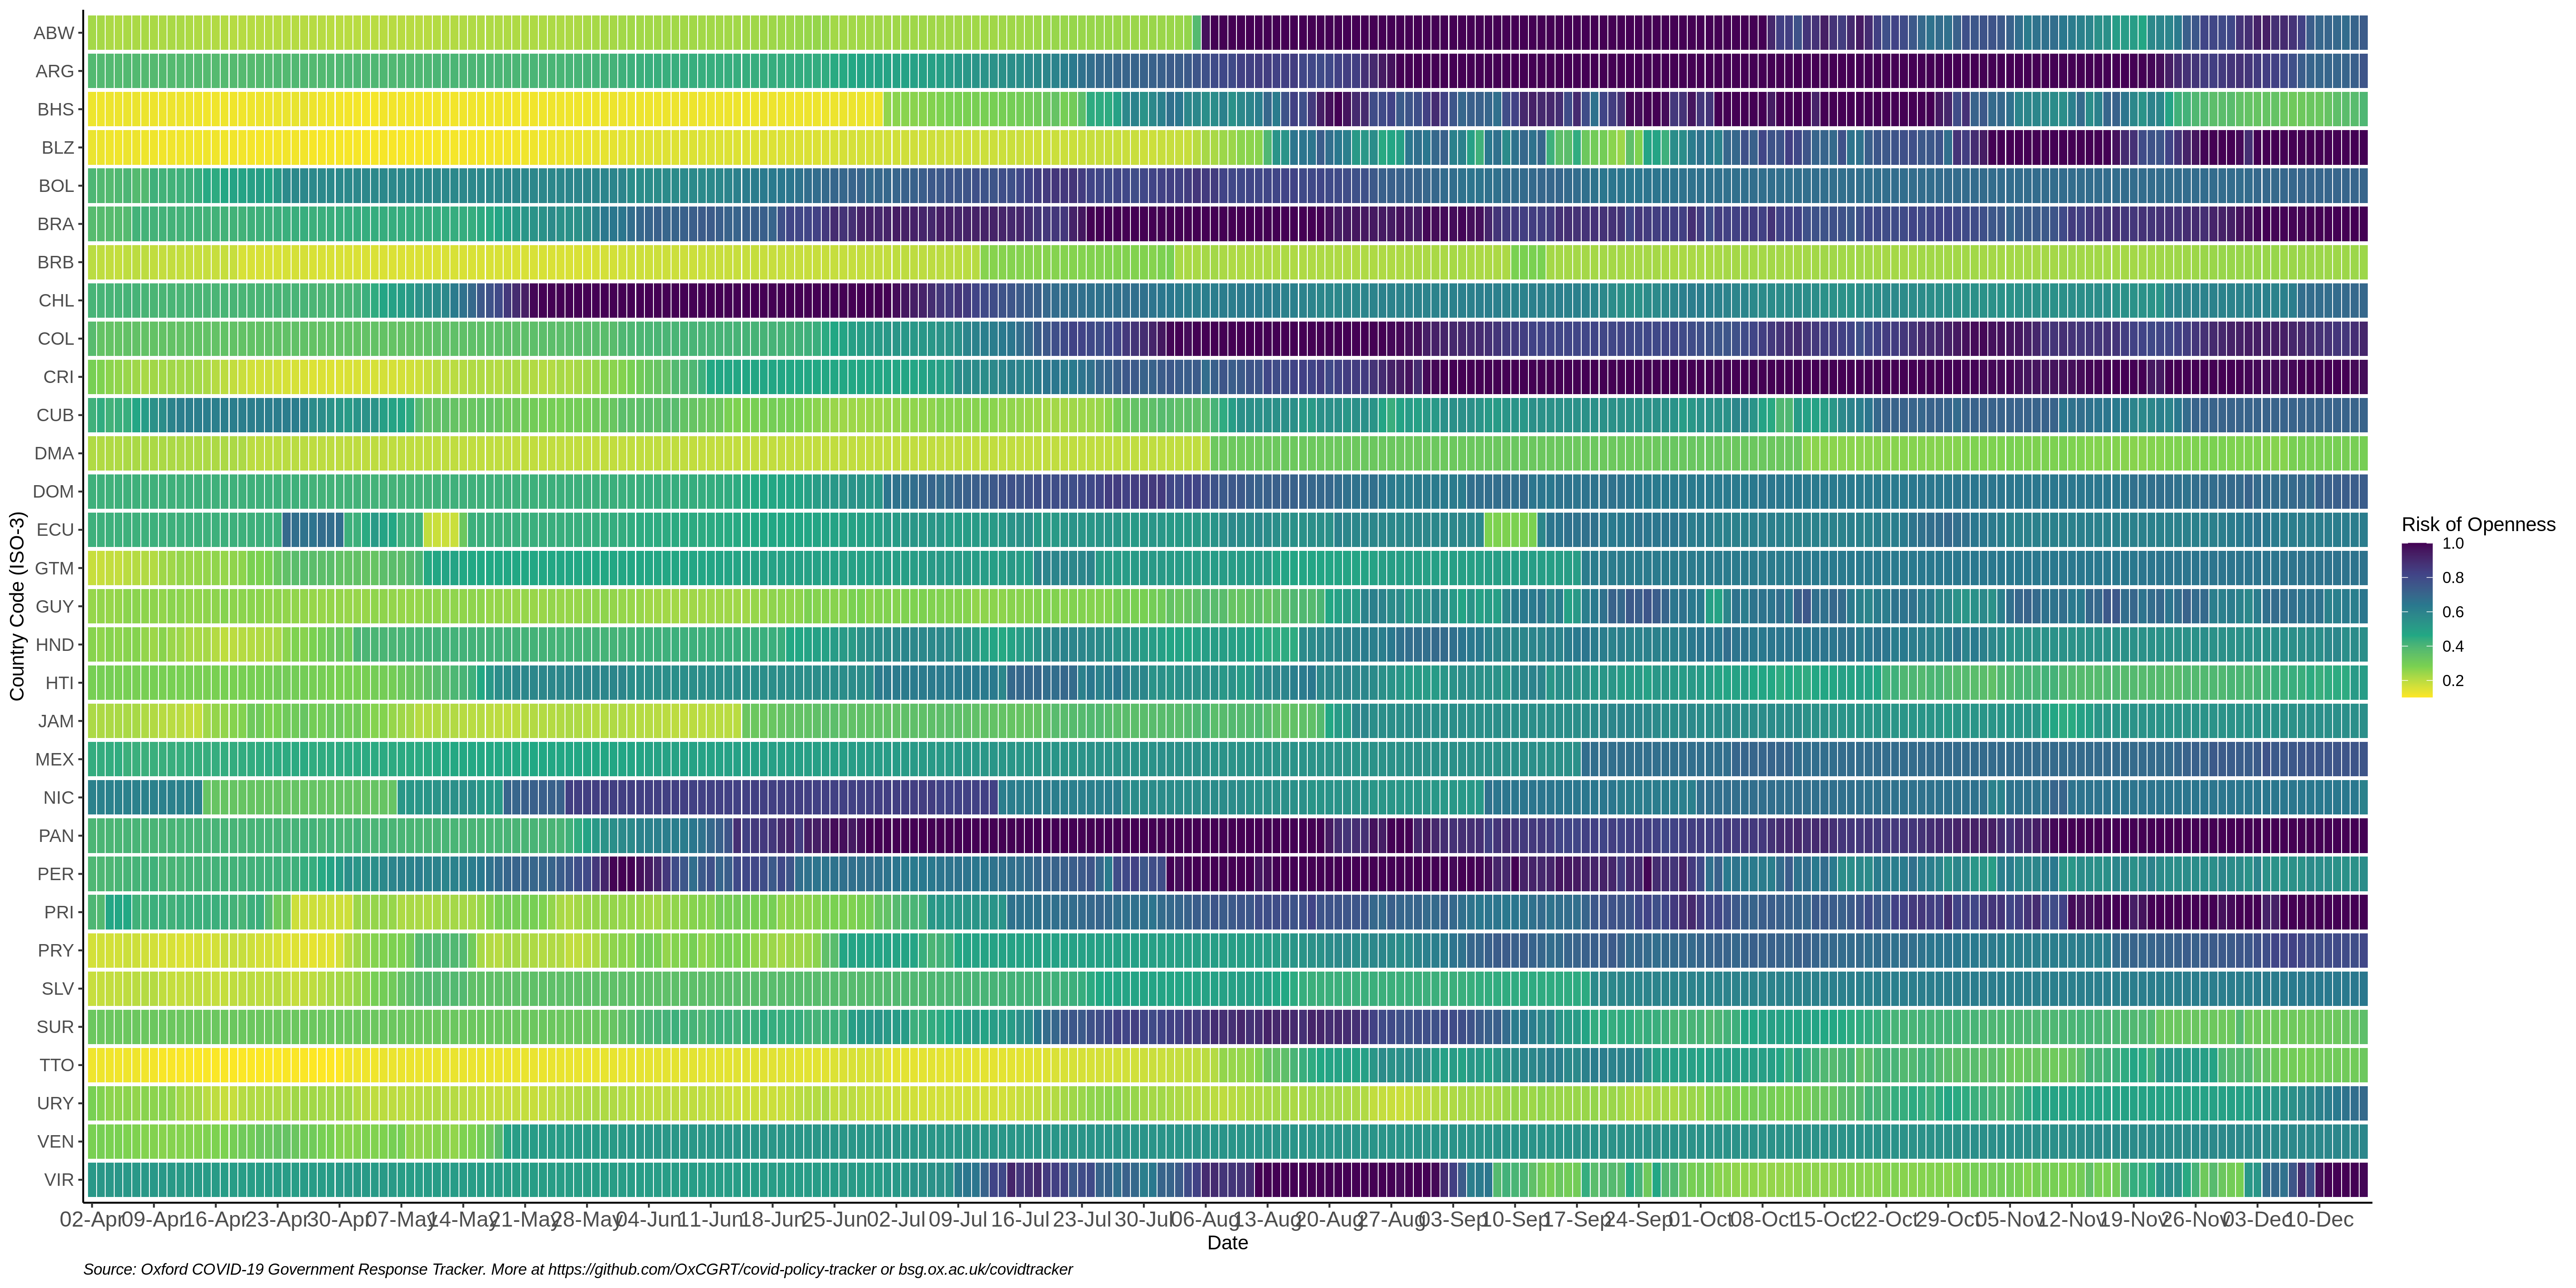 ABW
ARG
BHS
BLZ
BOL
BRA
BRB
CHL
COL
CRI
CUB
DMA
DOM
ECU
GTM
GUY
HND
HTI
JAM
MEX
NIC
PAN
PER
PRI
PRY
SLV
SUR
TTO
URY
VEN
VIR
Country Code (ISO-3)
02-Apr 09-Apr 16-Apr 23-Apr 30-Apr 07-May 14-May 21-May 28-May 04-Jun 11-Jun 18-Jun 25-Jun 02-Jul 09-Jul 16-Jul 23-Jul 30-Jul 06-Aug 13-Aug 20-Aug 27-Aug 03-Sep 10-Sep 17-Sep 24-Sep 01-Oct 08-Oct 15-Oct 22-Oct 29-Oct 05-Nov 12-Nov 19-Nov 26-Nov 03-Dec 10-Dec
Date
Risk of Openness
1.0
0.8
0.6
0.4
0.2
Source: Oxford COVID-19 Government Response Tracker. More at https://github.com/OxCGRT/covid-policy-tracker or bsg.ox.ac.uk/covidtracker